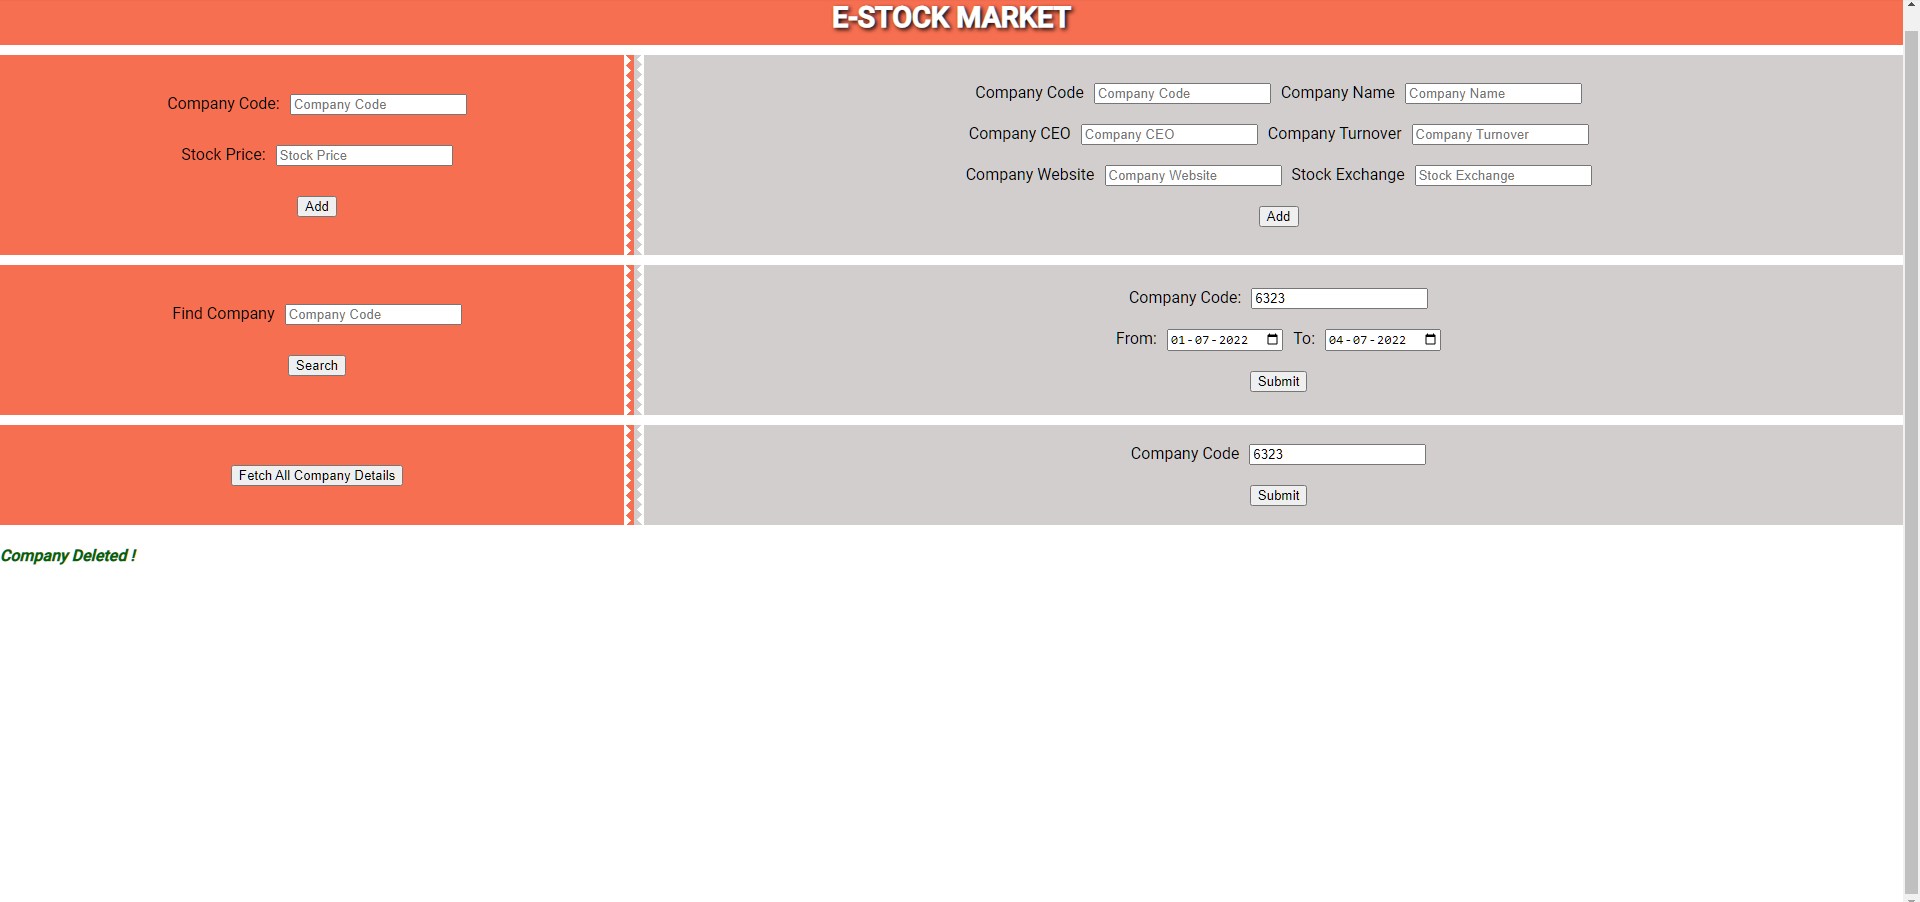 E-STOCK MARKET
Company Code: Company Code
Stock Price: Stock Price
Add
Company Code Company Code Company Name Company Name
Company CEO Company CEO Company Turnover Company Turnover
Company Website Company Website Stock Exchange Stock Exchange
Add
Find Company Company Code
Search
Company Code: 6323
From: 01-07-2022 To: 04-07-2022
Submit
Fetch All Company Details
Company Code 6323
Submit
Company Deleted !